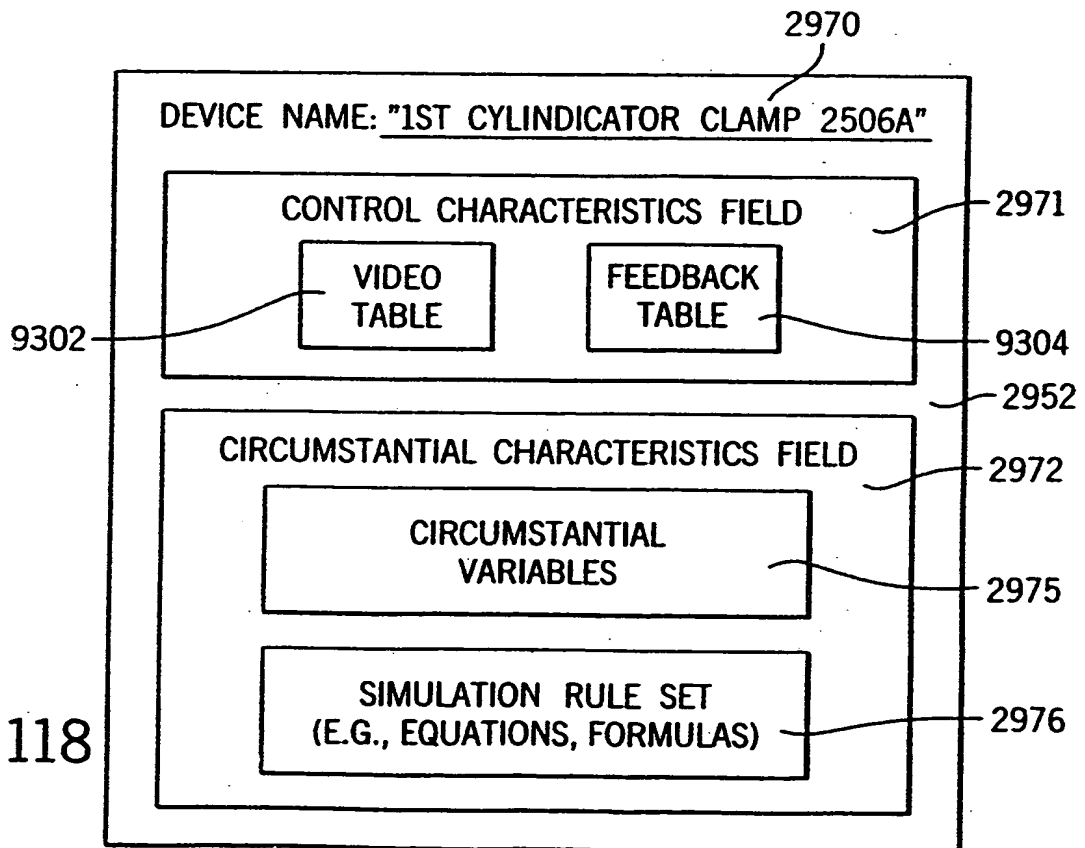 2970
DEVICE NAME: "1ST CYLINDICATOR CLAMP 2506A"
CONTROL CHARACTERISTICS FIELD
2971
VIDEO
TABLE
FEEDBACK
TABLE
9302
9304
2952
CIRCUMSTANTIAL CHARACTERISTICS FIELD
2972
CIRCUMSTANTIAL
VARIABLES
2975
SIMULATION RULE SET
(E.G., EQUATIONS, FORMULAS)
2976
118